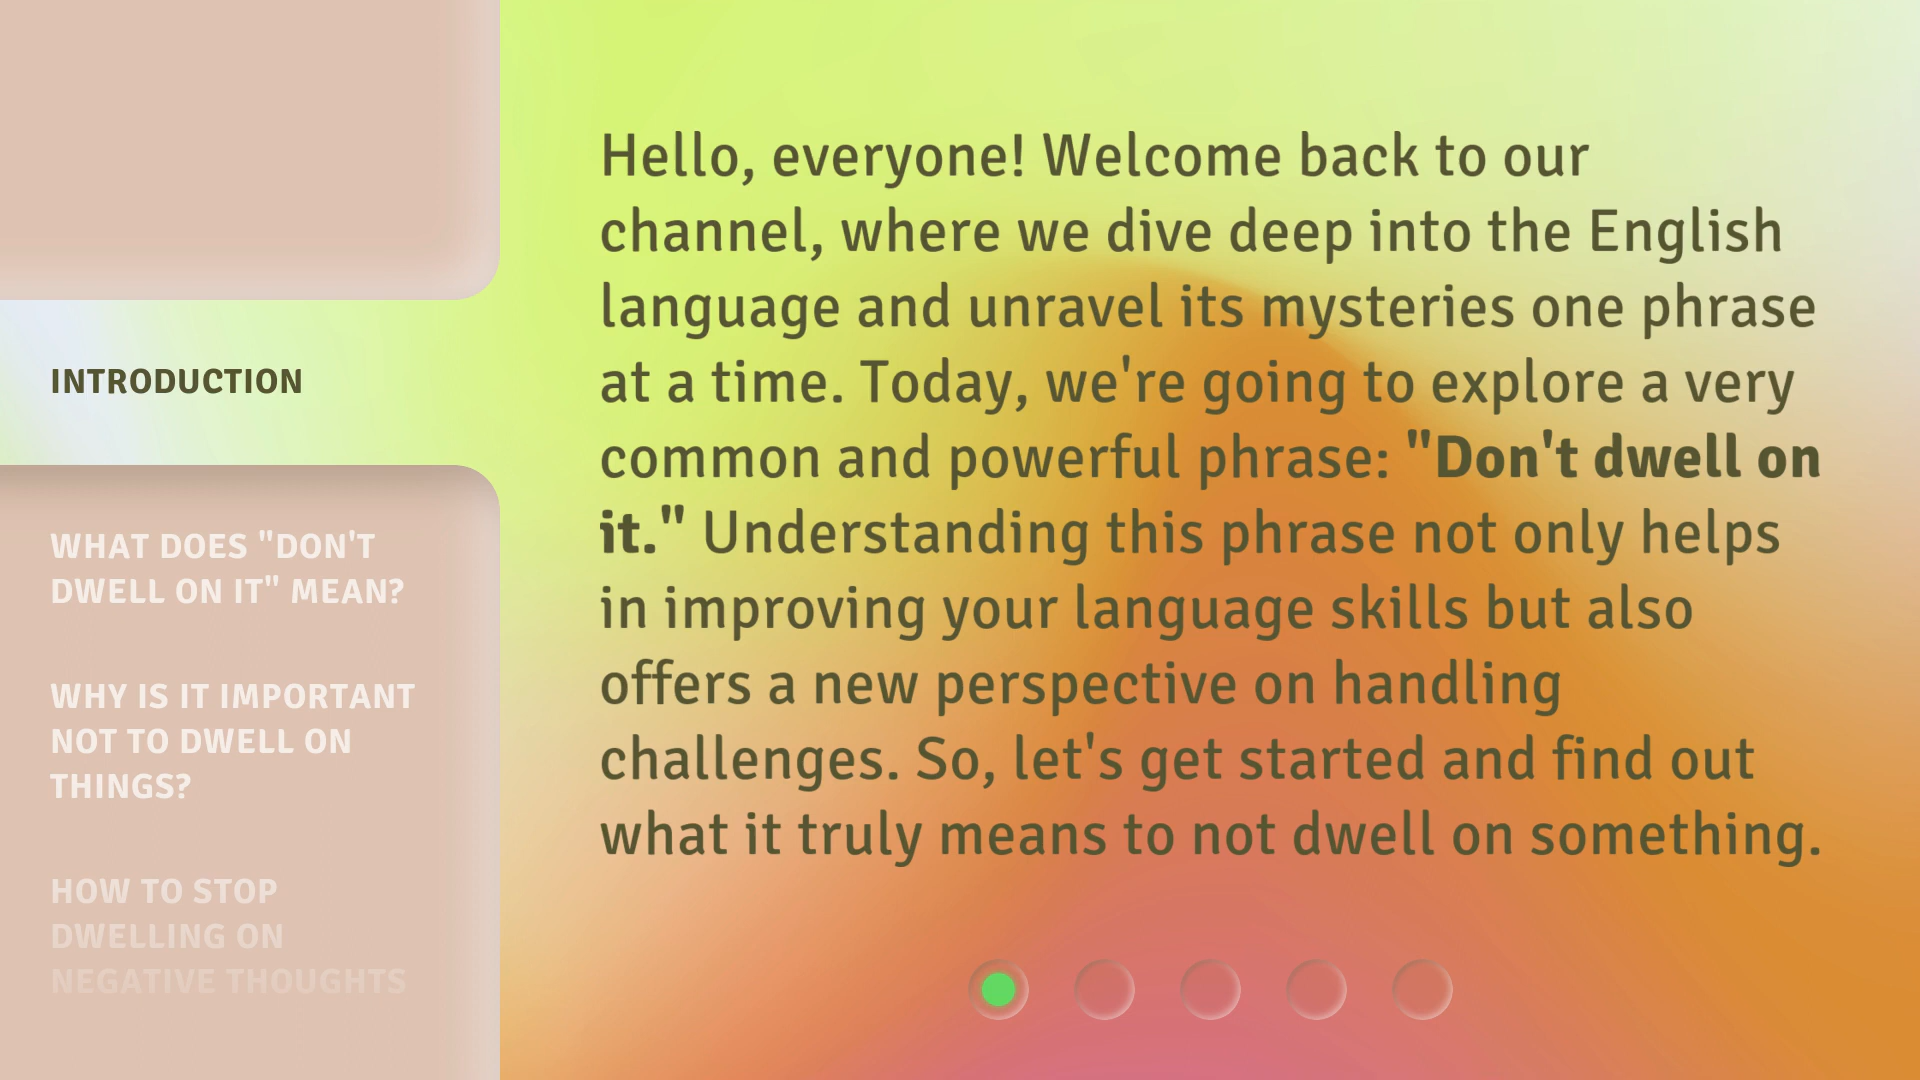 INTRODUCTION
WHAT DOES "DON'T
DWELL ON IT" MEAN?
WHY IS IT IMPORTANT
NOT TO DWELL ON
THINGS?
HOW TO STOP
DWELLING ON
NEGATIVE THOUGHTS
Hello, everyone! Welcome back to our
channel, where we dive deep into the English
language and unravel its mysteries one phrase
at a time. Today, we're going to explore a very
common and powerful phrase: "Don't dwell on
it." Understanding this phrase not only helps
in improving your language skills but also
offers a new perspective on handling
challenges. So, let's get started and find out
what it truly means to not dwell on something.